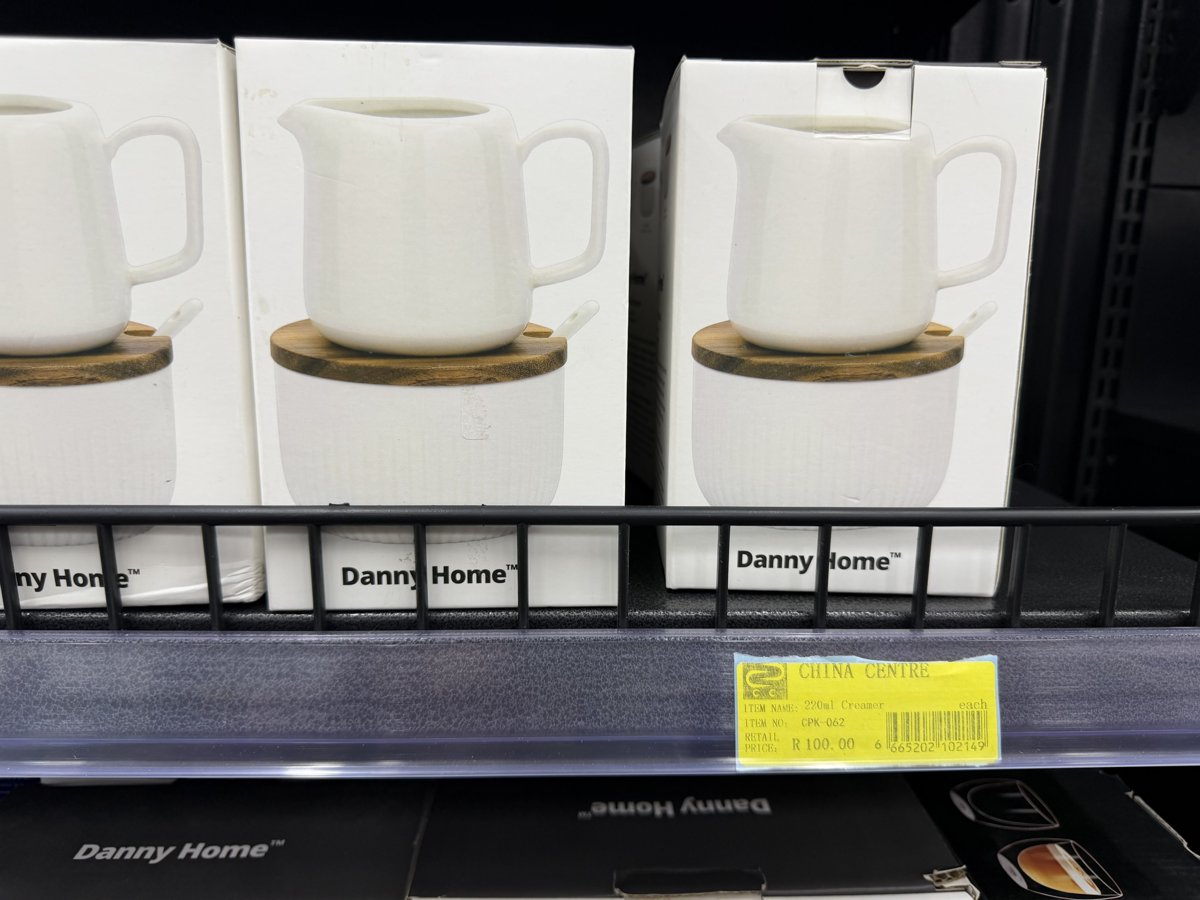 ny Home™
Danny Home™
Danny Home™
CHINA CENTRE
C C
ITEM NAME: 220ml Creamer each
ITEM NO: CPK-062
RETAIL
PRICE: R 100.00
6 665202 102149
Danny Home™
Danny Home™